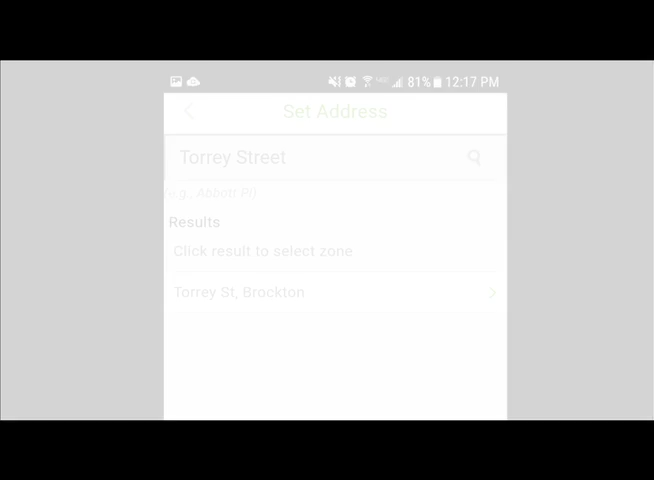 81% 12:17 PM
Set Address
Torrey Street
(e.g., Abbott Pl)
Results
Click result to select zone
Torrey St, Brockton